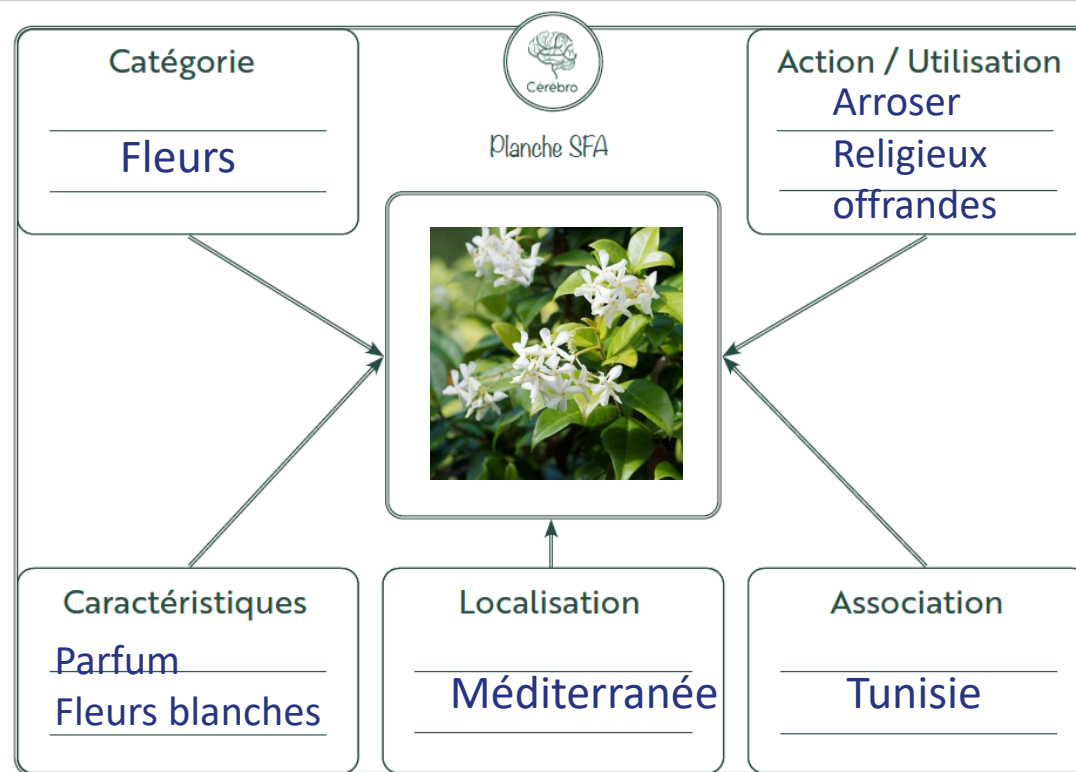 Catégorie
Fleurs
Cérébro
Planche SFA
Action / Utilisation
Arroser
Religieux
offrandes
Caractéristiques
Parfum
Fleurs blanches
Localisation
Méditerranée
Association
Tunisie